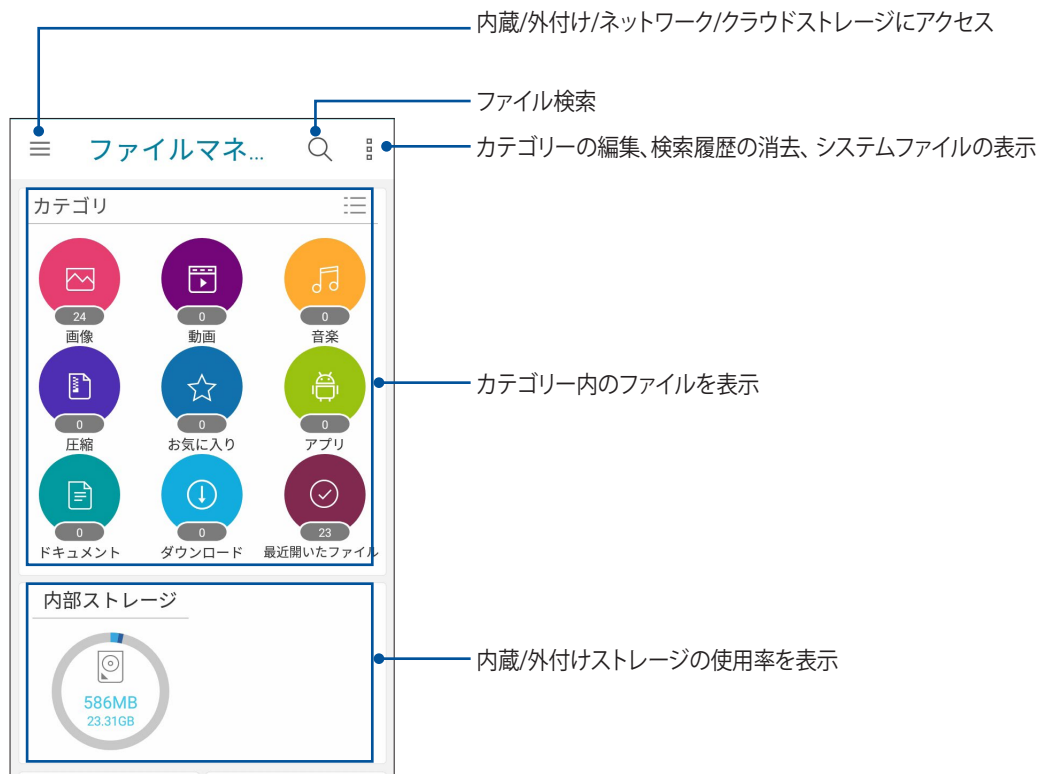 内蔵/外付け/ネットワーク/クラウドストレージにアクセス
ファイル検索
ファイルマネ...
カテゴリーの編集、検索履歴の消去、システムファイルの表示
カテゴリ
24
0
0
画像
動画
音楽
カテゴリー内のファイルを表示
0
0
0
圧縮
お気に入り
アプリ
0
0
23
ドキュメント
ダウンロード
最近開いたファイル
内部ストレージ
内蔵/外付けストレージの使用率を表示
586MB
23.31GB